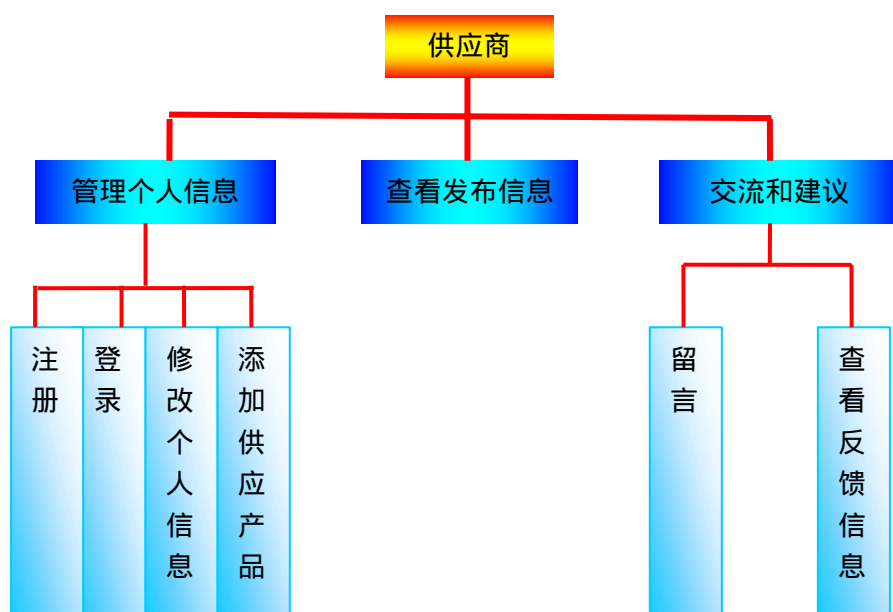 供应商
管理个人信息
查看发布信息
交流和建议
注册
登录
修改个人信息
添加供应产品
留言
查看反馈信息